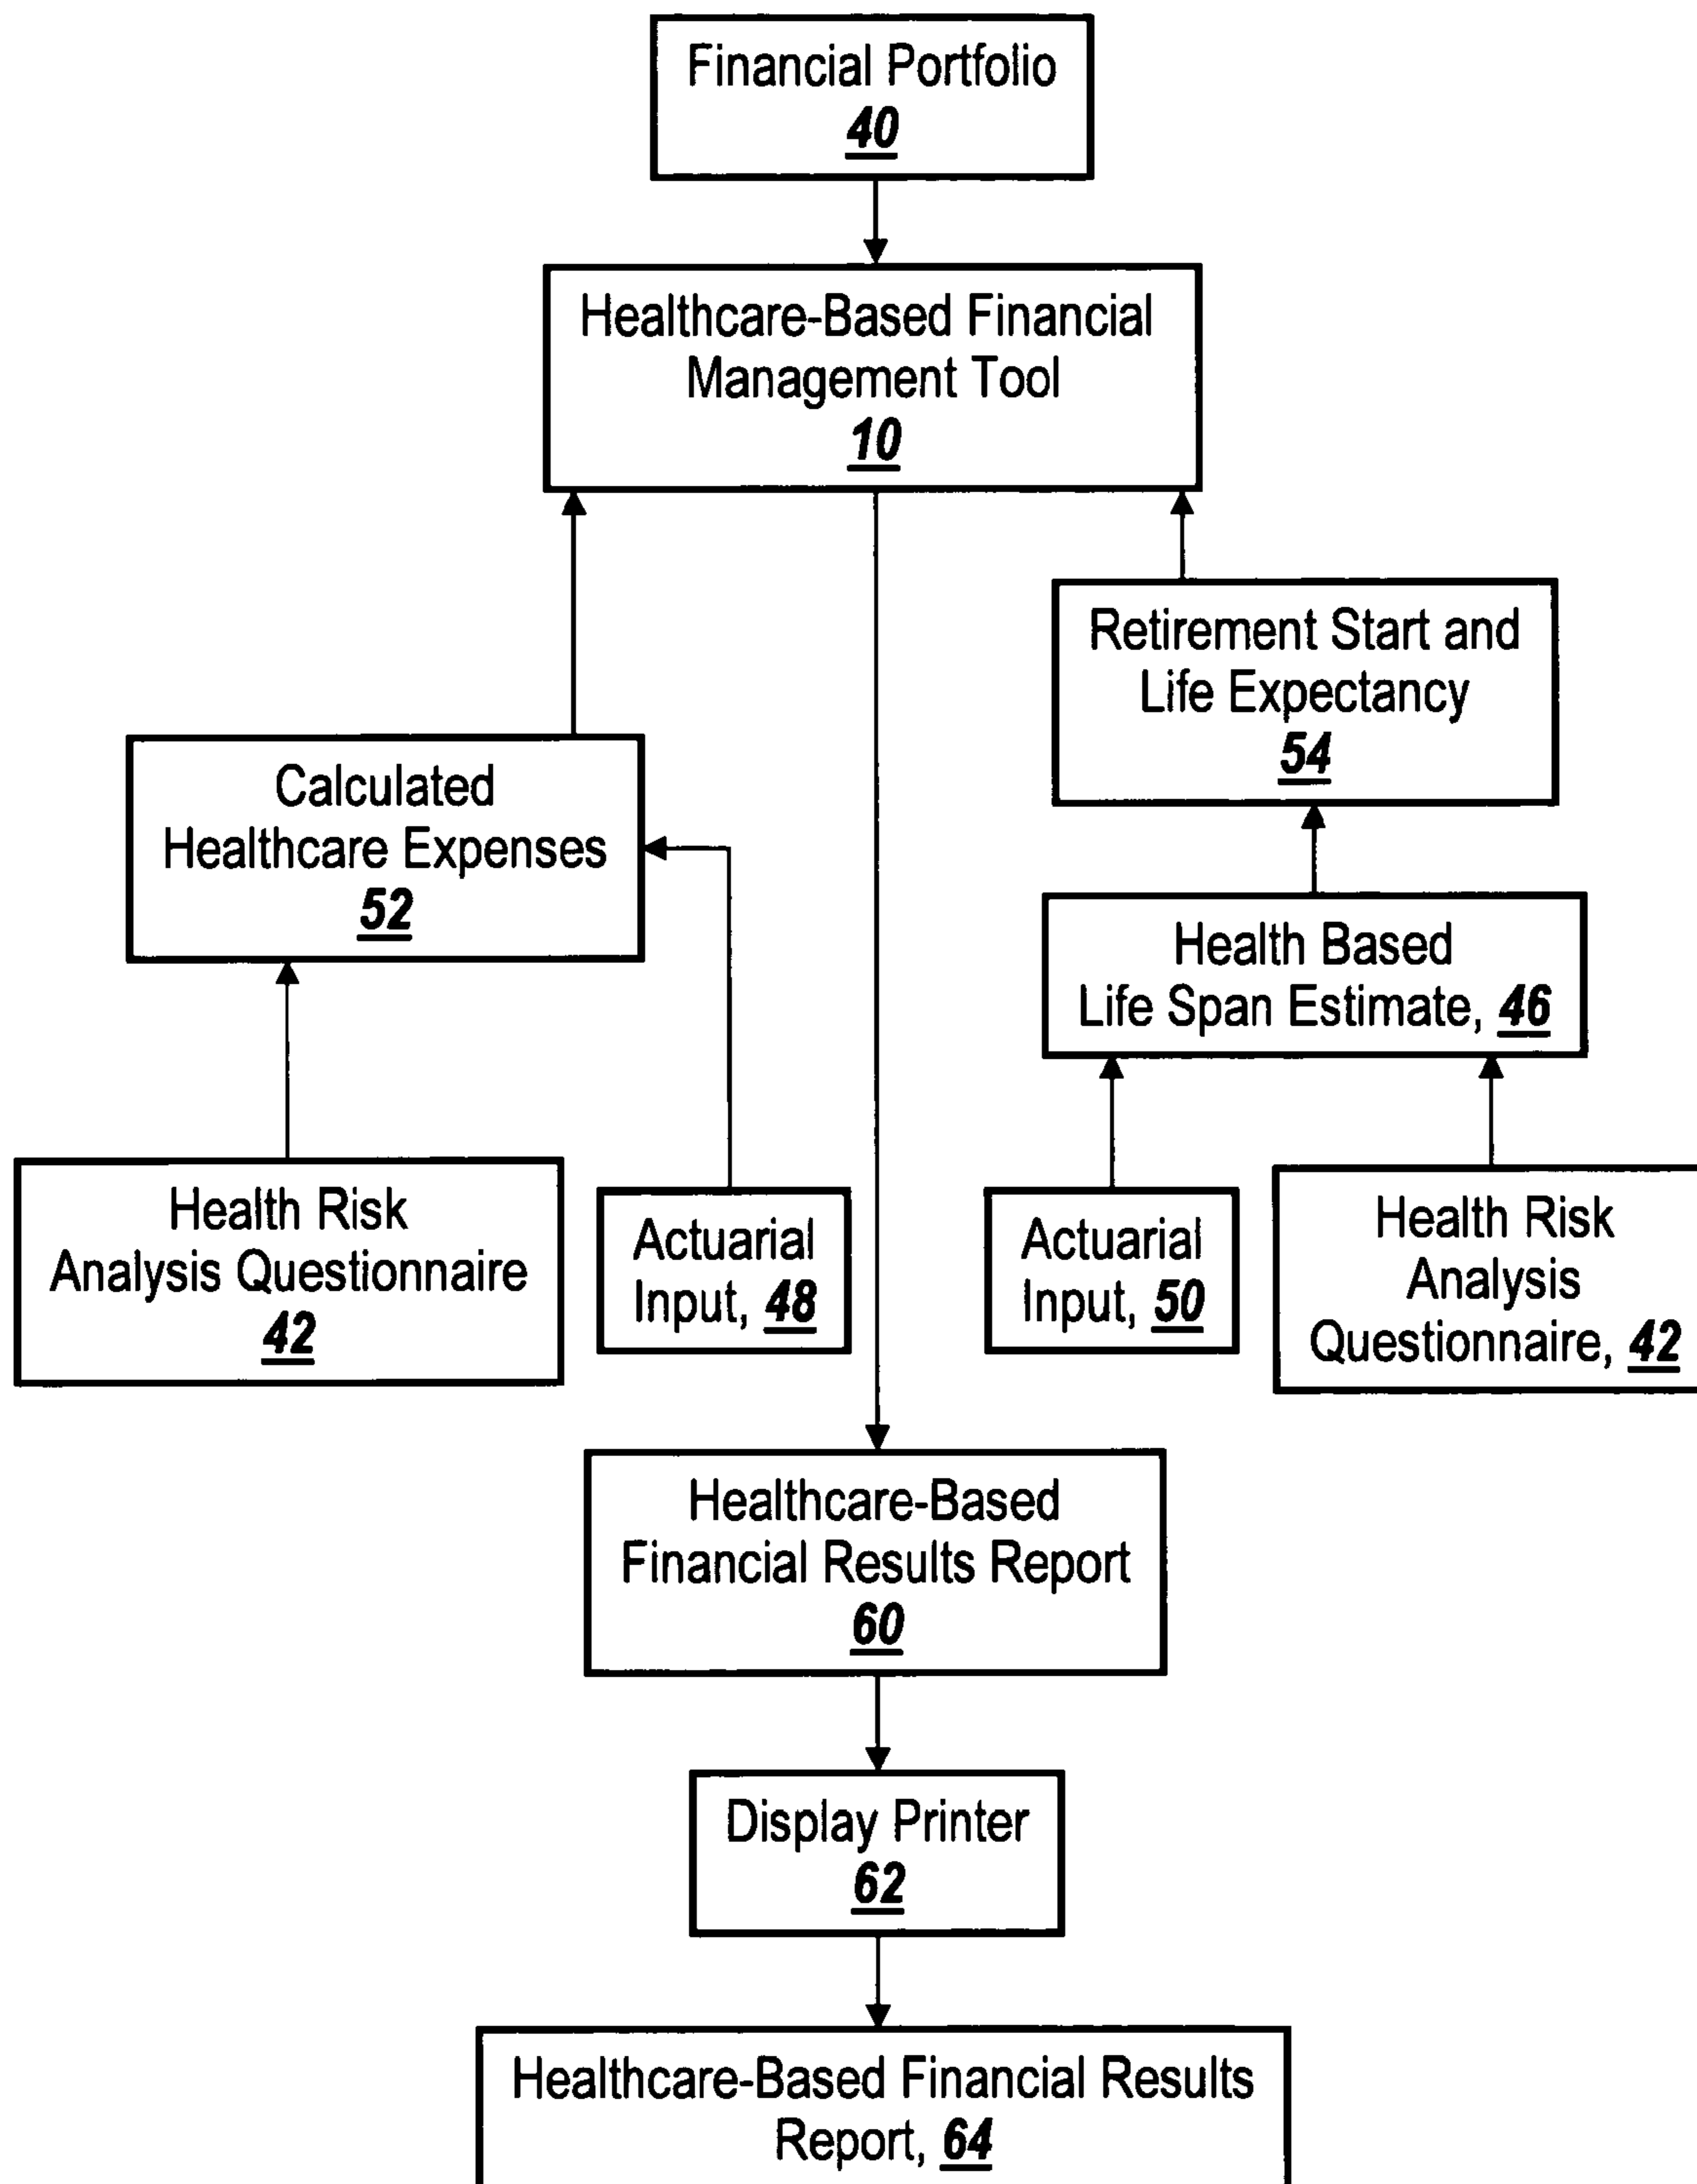 Financial Portfolio
40
Healthcare-Based Financial
Management Tool
10
Retirement Start and
Life Expectancy
54
Calculated
Healthcare Expenses
52
Health Based
Life Span Estimate, 46
Health Risk
Analysis Questionnaire
42
Actuarial
Input, 48
Actuarial
Input, 50
Health Risk
Analysis
Questionnaire, 42
Healthcare-Based
Financial Results Report
60
Display Printer
62
Healthcare-Based Financial Results
Report, 64